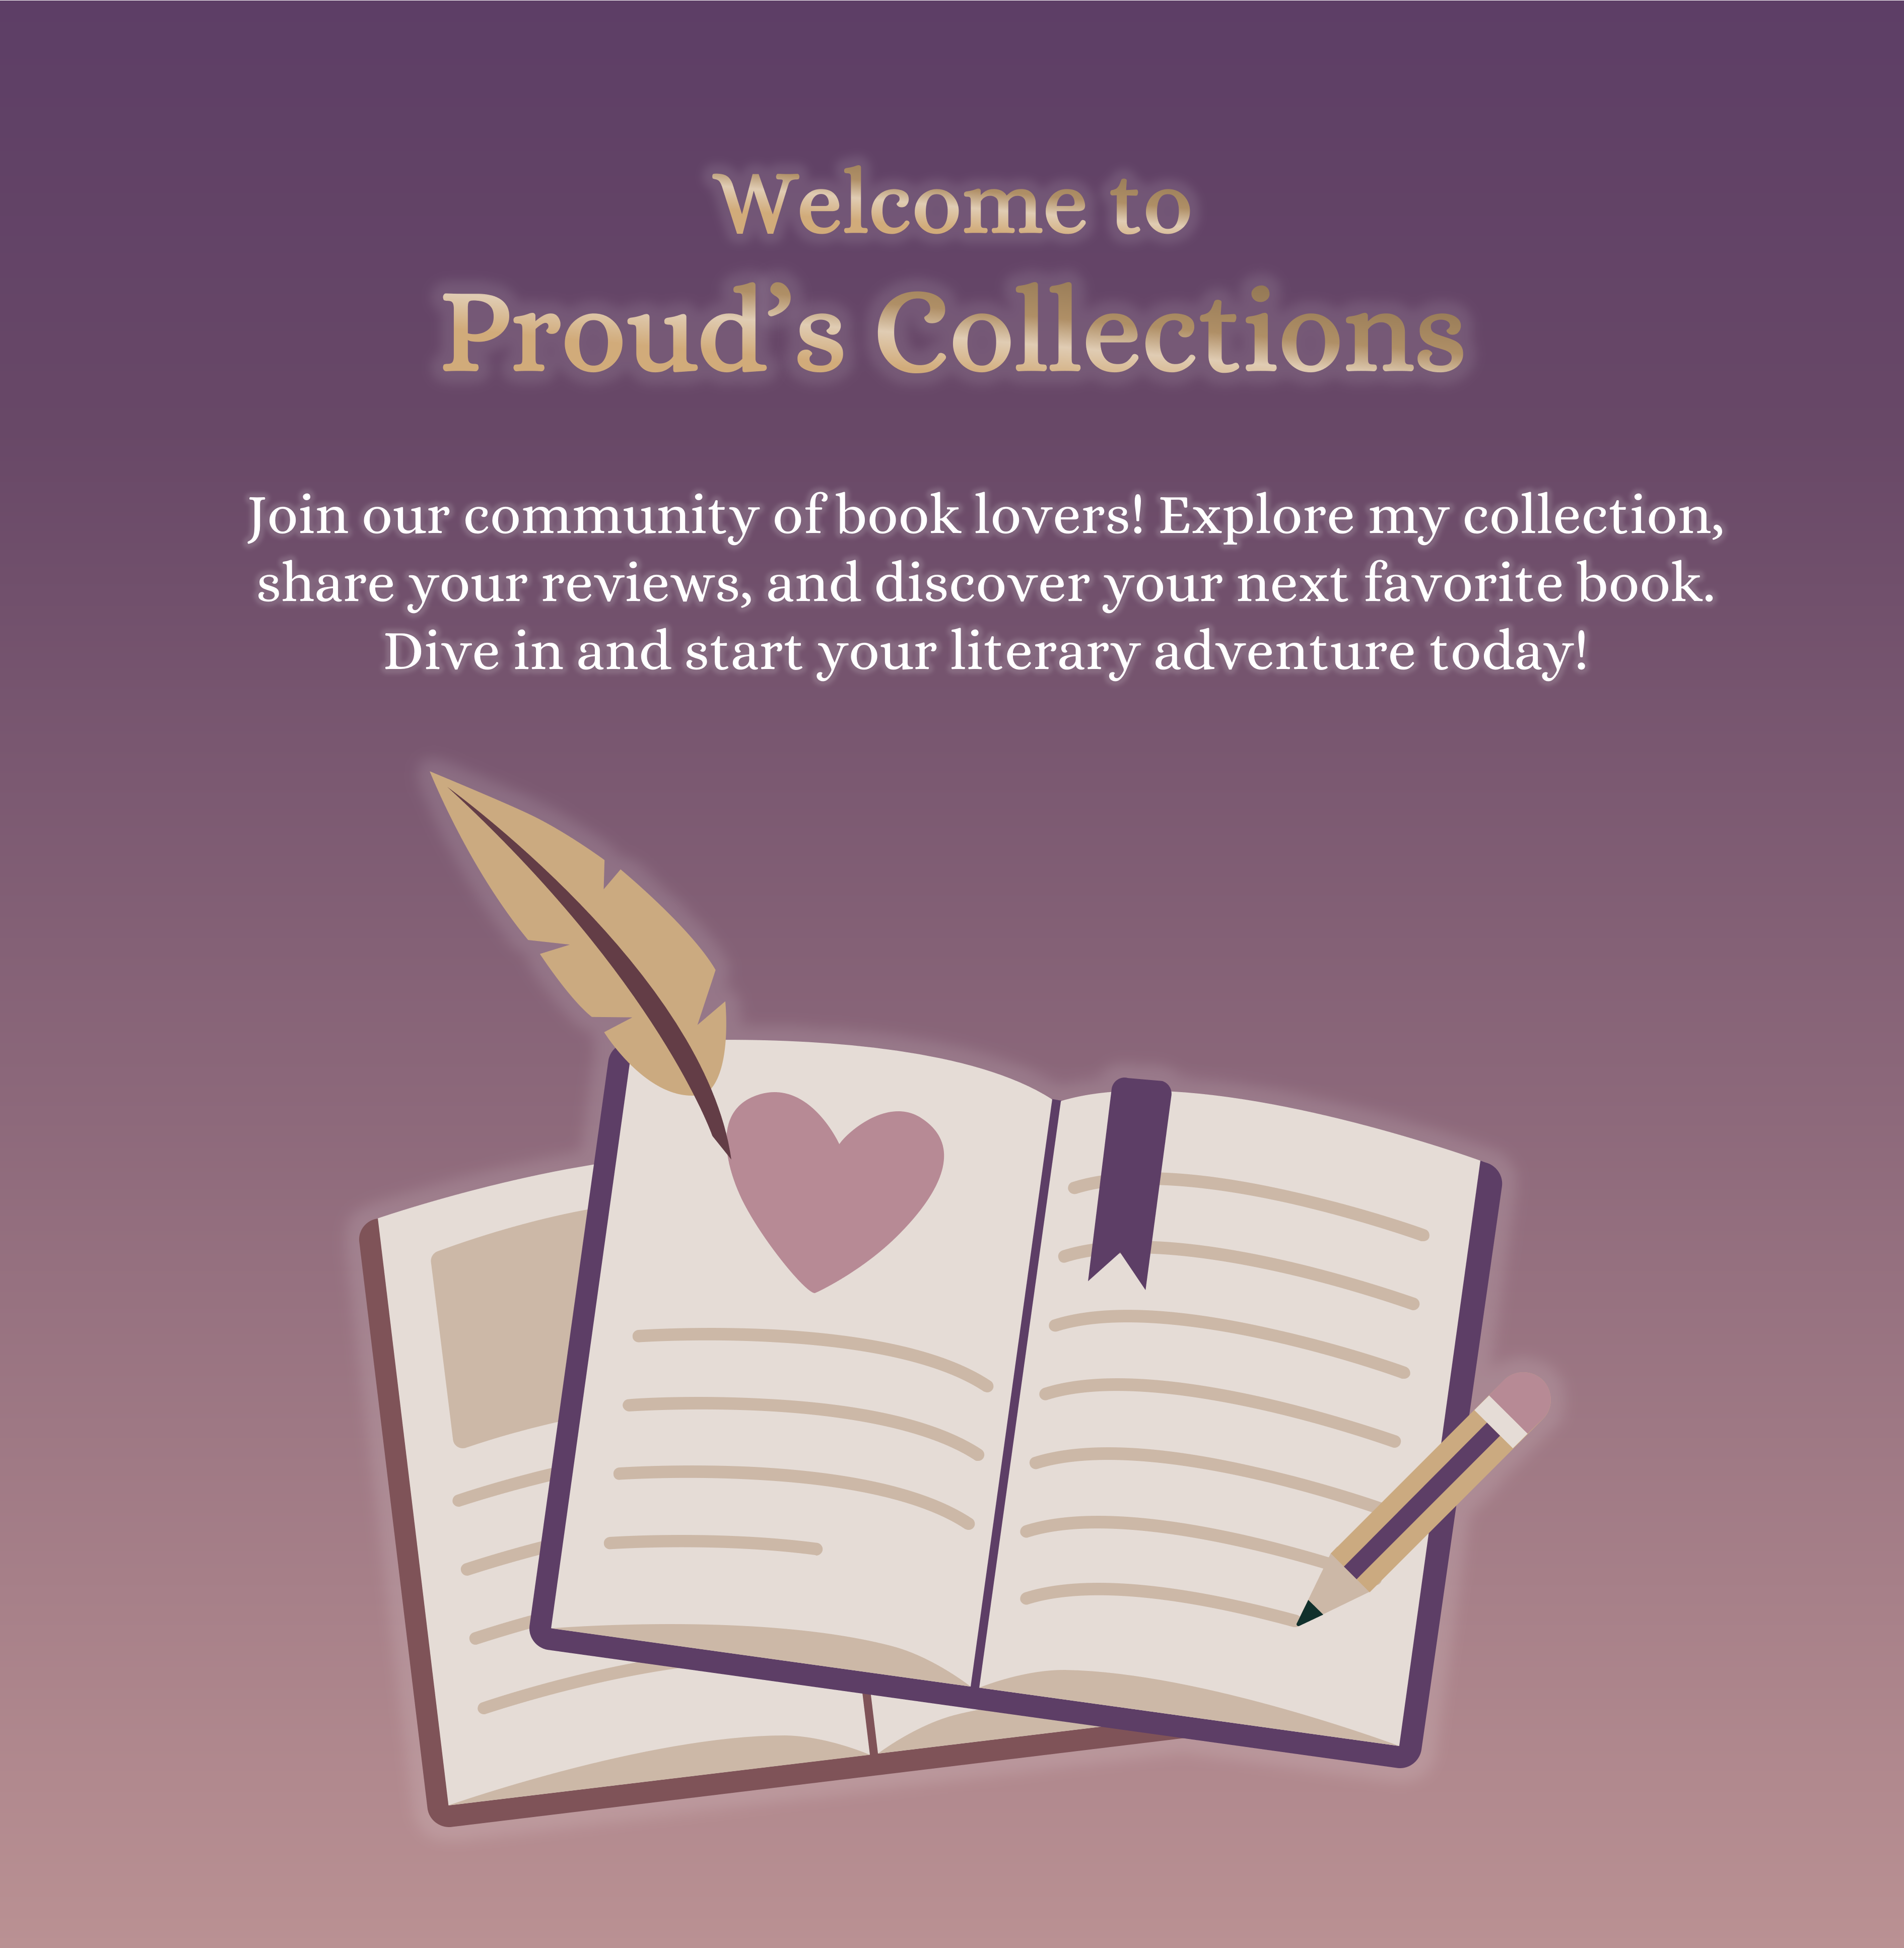 Welcome to
Proud’s Collections
Join our community of book lovers! Explore my collection,
share your reviews, and discover your next favorite book.
Dive in and start your literary adventure today!